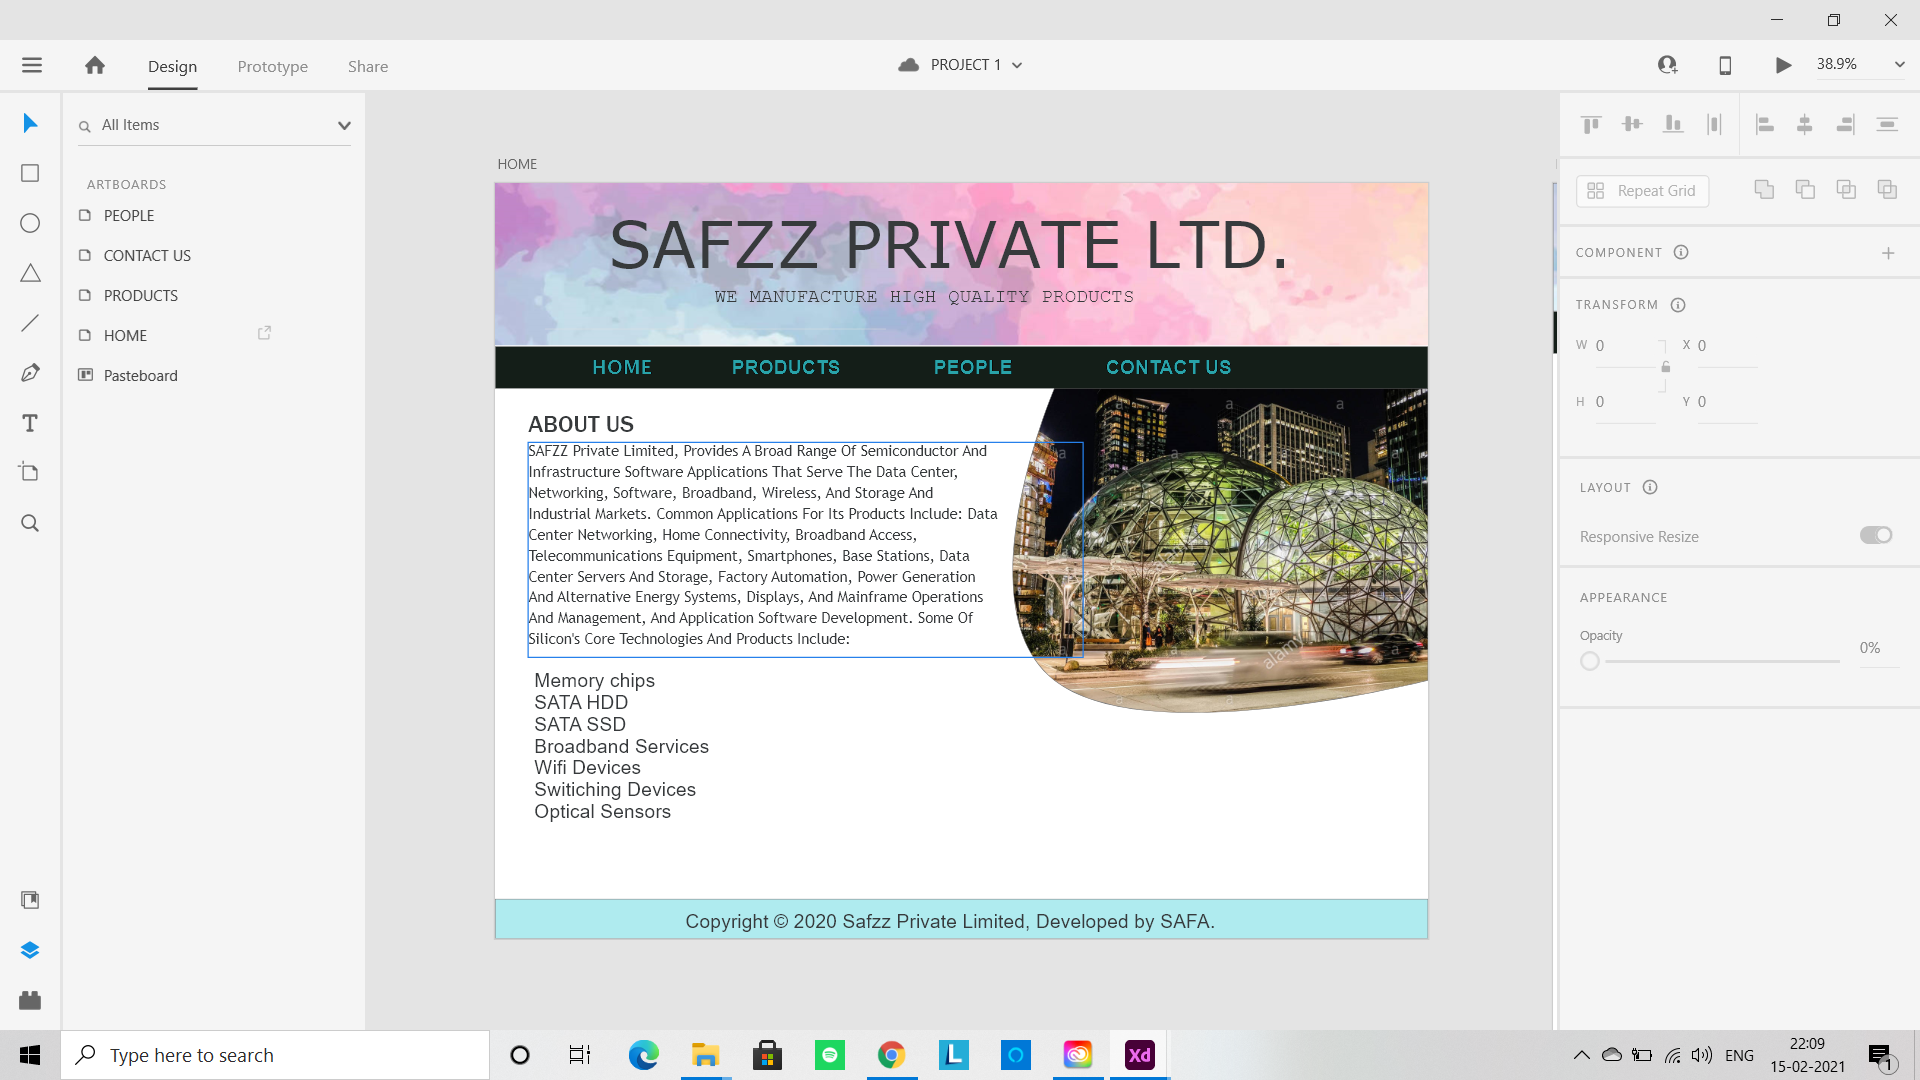 Design
Prototype
Share
PROJECT 1
38.9%
All Items
ARTBOARDS
PEOPLE
CONTACT US
PRODUCTS
HOME
Pasteboard
HOME
SAFZZ PRIVATE LTD.
WE MANUFACTURE HIGH QUALITY PRODUCTS
HOME PRODUCTS PEOPLE CONTACT US
ABOUT US
SAFZZ Private Limited, Provides A Broad Range Of Semiconductor And
Infrastructure Software Applications That Serve The Data Center,
Networking, Software, Broadband, Wireless, And Storage And
Industrial Markets. Common Applications For Its Products Include: Data
Center Networking, Home Connectivity, Broadband Access,
Telecommunications Equipment, Smartphones, Base Stations, Data
Center Servers And Storage, Factory Automation, Power Generation
And Alternative Energy Systems, Displays, And Mainframe Operations
And Management, And Application Software Development. Some Of
Silicon's Core Technologies And Products Include:
Memory chips
SATA HDD
SATA SSD
Broadband Services
Wifi Devices
Switiching Devices
Optical Sensors
a a a
a a
a a
alamy
Copyright © 2020 Safzz Private Limited, Developed by SAFA.
Repeat Grid
COMPONENT
TRANSFORM
W 0 X 0
H 0 Y 0
LAYOUT
Responsive Resize
APPEARANCE
Opacity
0%
Type here to search
L
Xd
ENG
22:09
15-02-2021
1